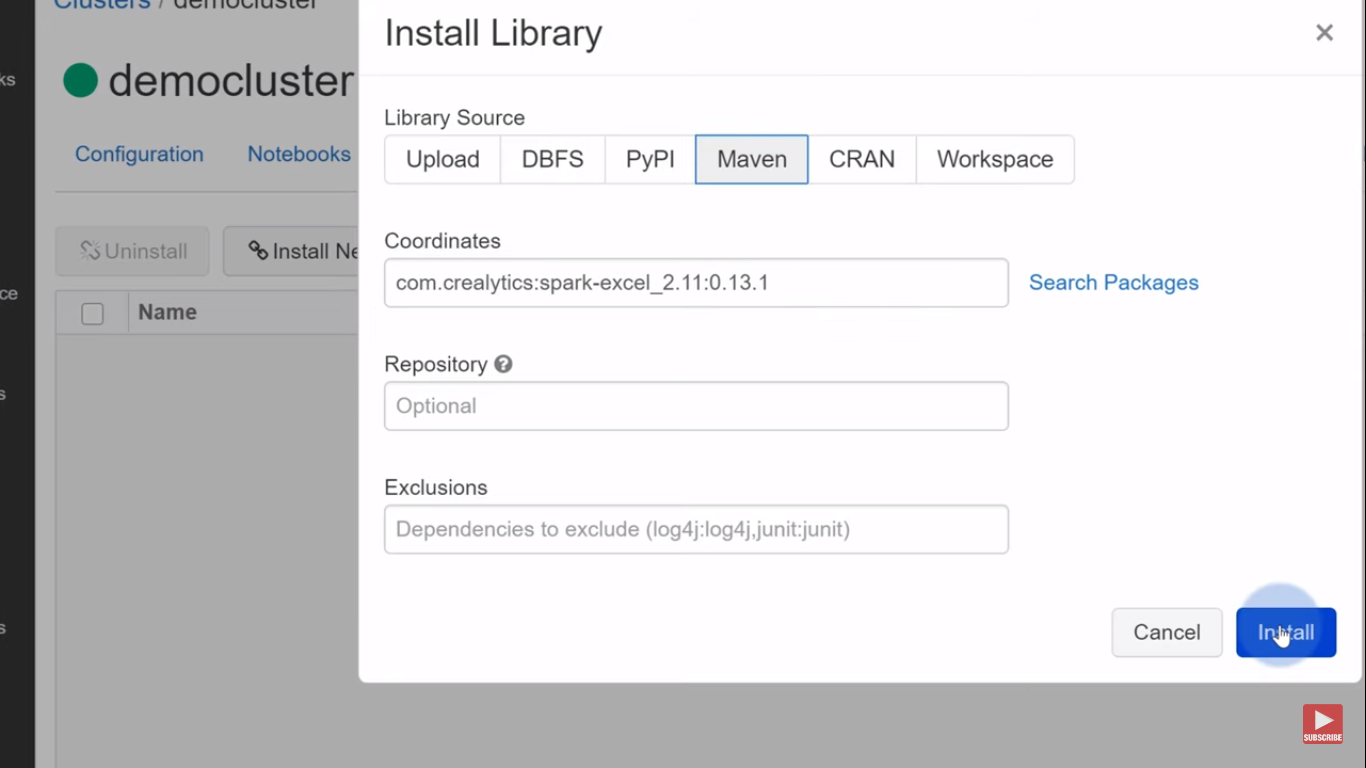 Clusters / democluster
Install Library
×
ks
democluster
Library Source
Configuration
Notebooks
Upload
DBFS
PyPI
Maven
CRAN
Workspace
Uninstall
Install Ne
Coordinates
com.crealytics:spark-excel_2.11:0.13.1
Search Packages
ce
Name
Repository ?
Optional
s
Exclusions
Dependencies to exclude (log4j:log4j,junit:junit)
s
Cancel
Install
SUBSCRIBE